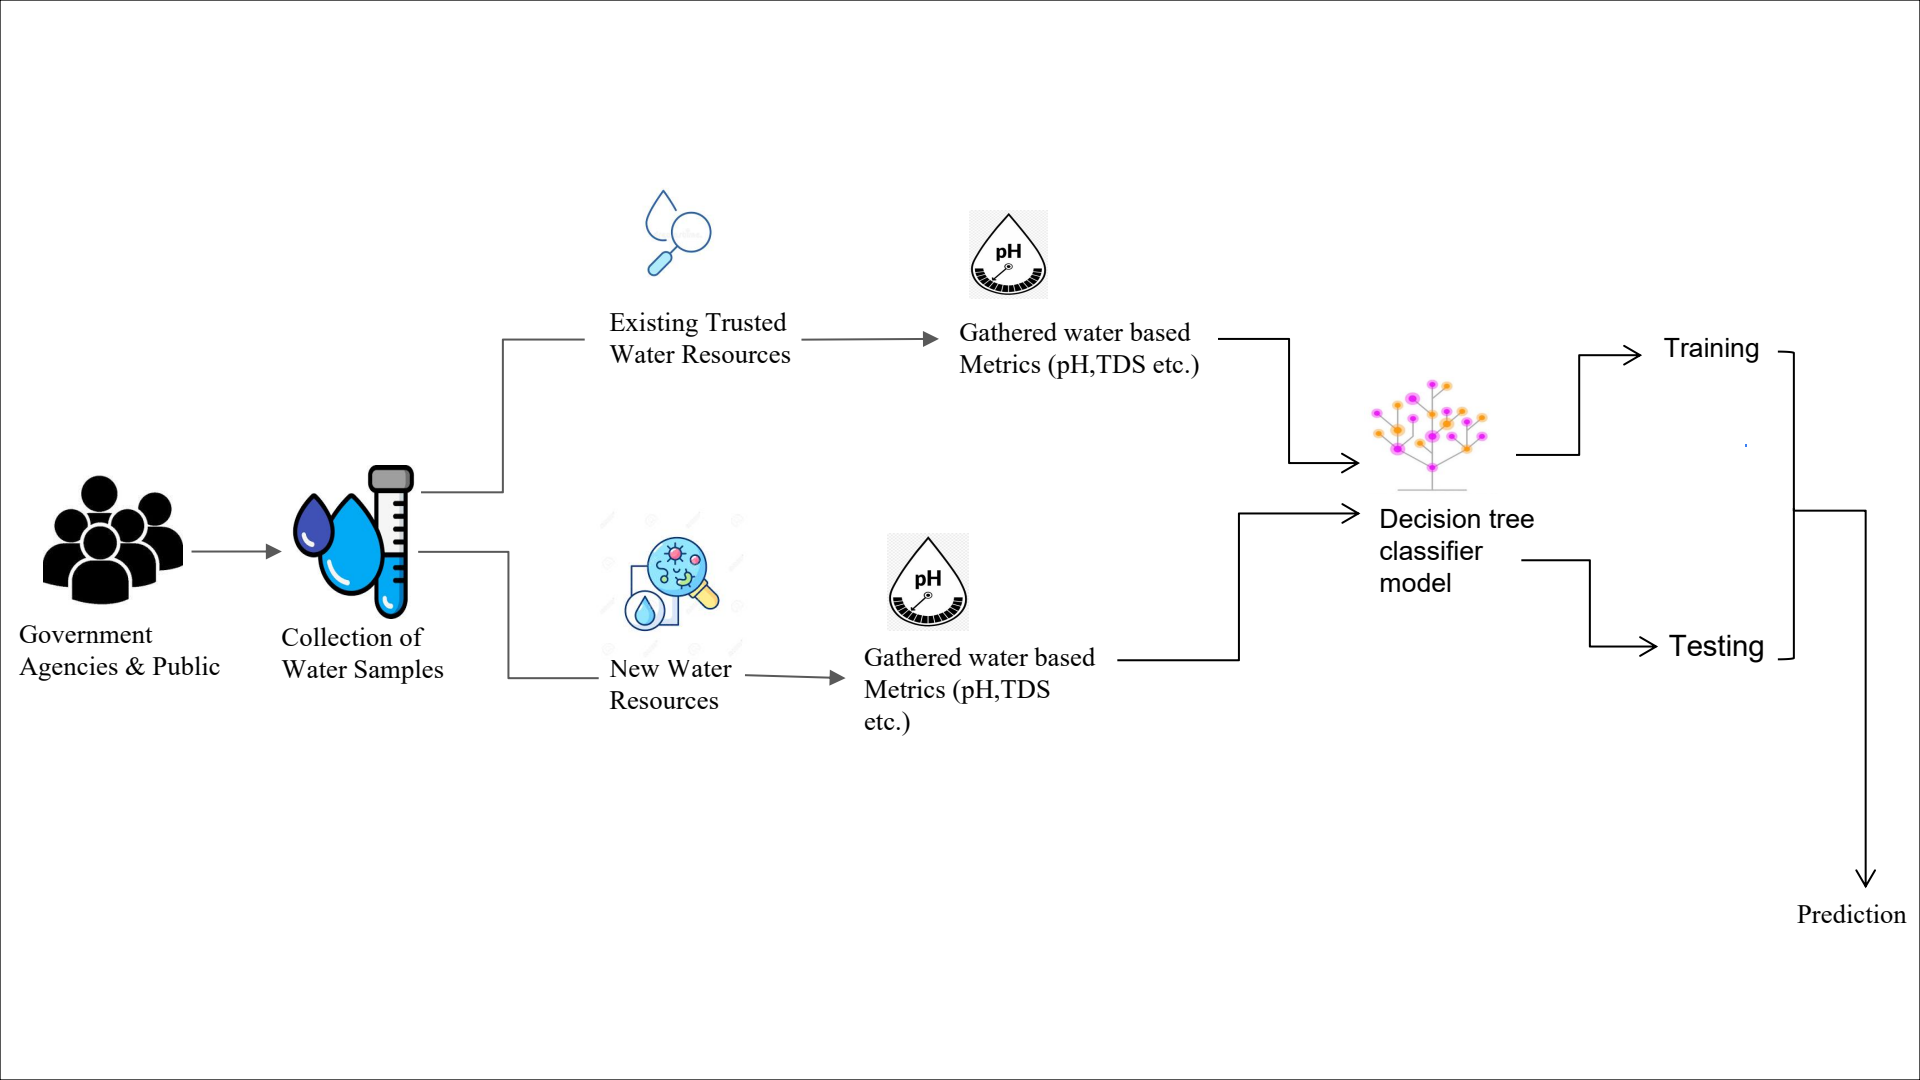 Government
Agencies & Public
Collection of
Water Samples
Existing Trusted
Water Resources
pH
Gathered water based
Metrics (pH,TDS etc.)
New Water
Resources
pH
Gathered water based
Metrics (pH,TDS
etc.)
Decision tree
classifier
model
Training
Testing
Prediction